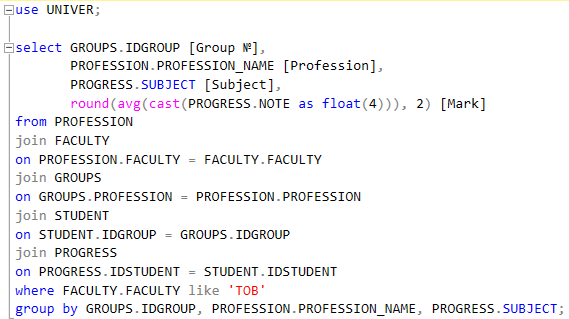 use UNIVER;
select GROUPS.IDGROUP [Group №],
PROFESSION.PROFESSION_NAME [Profession],
PROGRESS.SUBJECT [Subject],
round(avg(cast(PROGRESS.NOTE as float(4))), 2) [Mark]
from PROFESSION
join FACULTY
on PROFESSION.FACULTY = FACULTY.FACULTY
join GROUPS
on GROUPS.PROFESSION = PROFESSION.PROFESSION
join STUDENT
on STUDENT.IDGROUP = GROUPS.IDGROUP
join PROGRESS
on PROGRESS.IDSTUDENT = STUDENT.IDSTUDENT
where FACULTY.FACULTY like 'TOB'
group by GROUPS.IDGROUP, PROFESSION.PROFESSION_NAME, PROGRESS.SUBJECT;